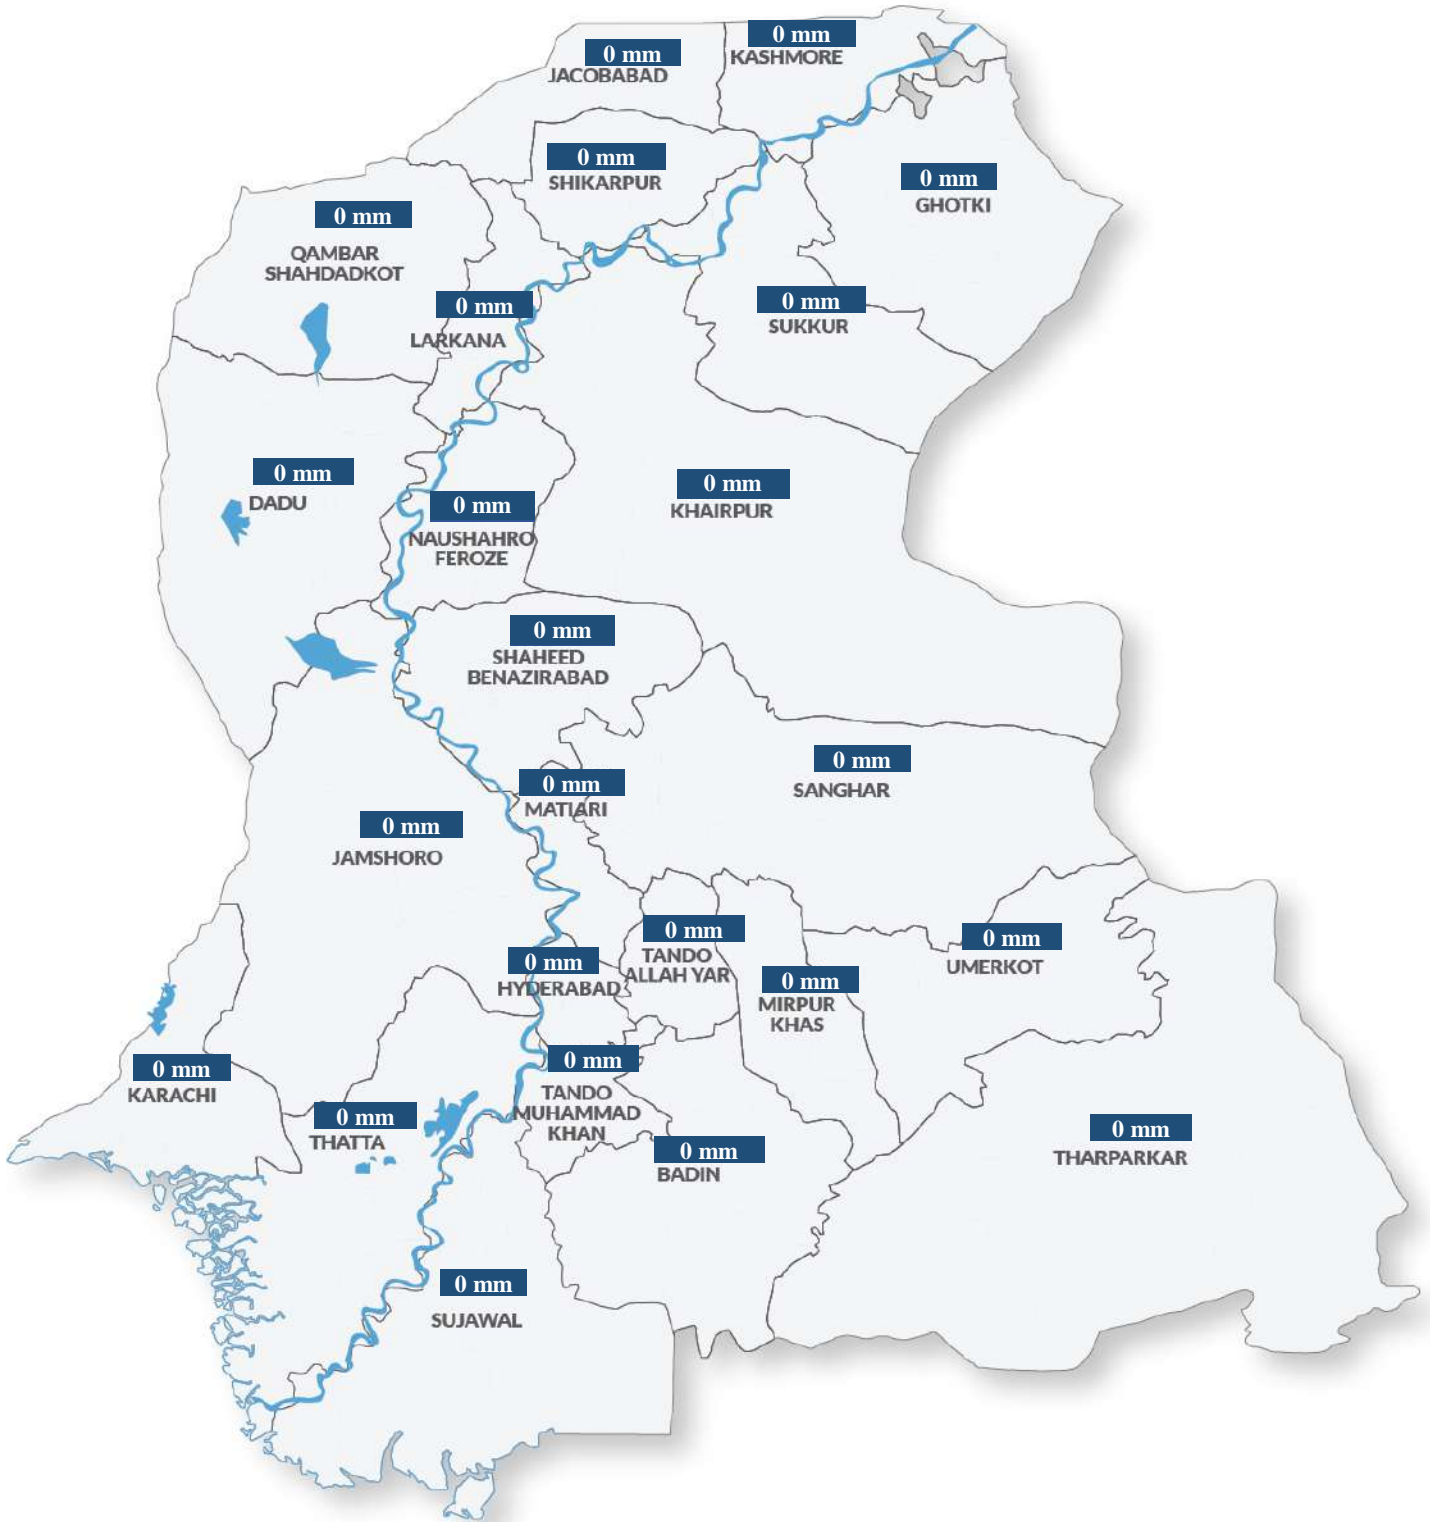 0 mm
KASHMORE
0 mm
JACOBABAD
0 mm
SHIKARPUR
0 mm
GHOTKI
0 mm
QAMBAR
SHAHDADKOT
0 mm
SUKKUR
0 mm
LARKANA
0 mm
DADU
0 mm
KHAIRPUR
0 mm
NAUSHAHRO
FEROZE
0 mm
SHAHEED
BENAZIRABAD
0 mm
SANGHAR
0 mm
MATIARI
0 mm
JAMSHORO
0 mm
TANDO
ALLAH YAR
0 mm
UMERKOT
0 mm
HYDERABAD
0 mm
MIRPUR
KHAS
0 mm
KARACHI
0 mm
TANDO
MUHAMMAD
KHAN
0 mm
THATTA
0 mm
THARPARKAR
0 mm
BADIN
0 mm
SUJAWAL